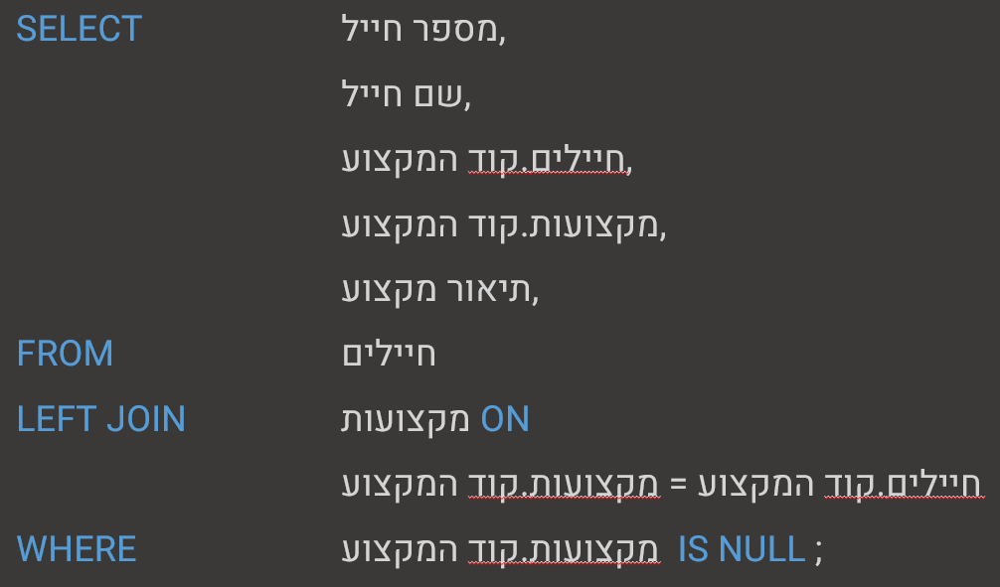 SELECT מספר חייל,
שם חייל,
חיילים.קוד המקצוע,
מקצועות.קוד המקצוע,
תיאור מקצוע,
FROM חיילים
LEFT JOIN מקצועות ON
חיילים.קוד המקצוע = מקצועות.קוד המקצוע
WHERE מקצועות.קוד המקצוע IS NULL ;